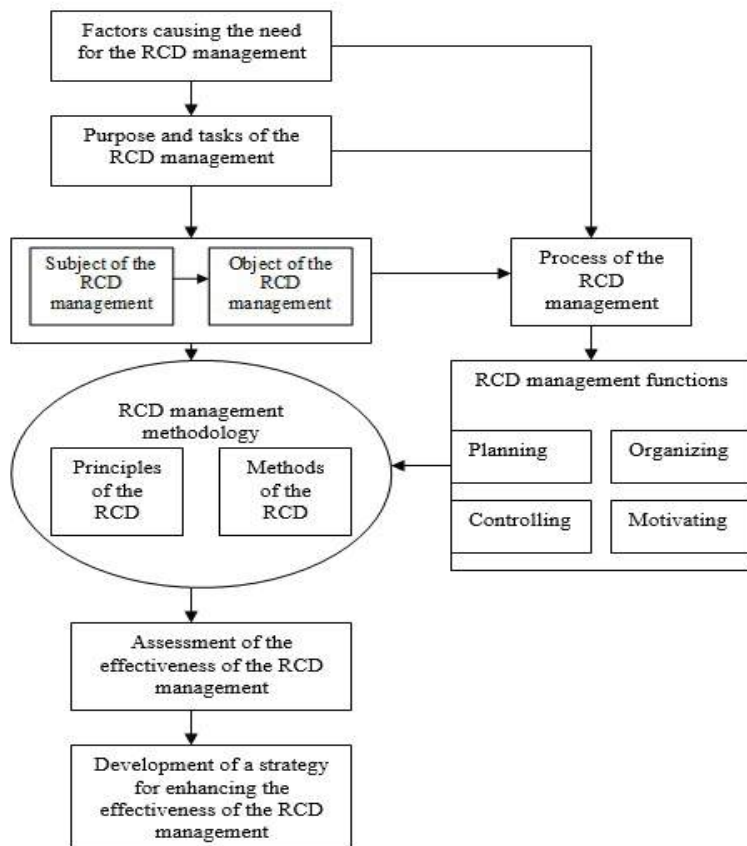 Factors causing the need
for the RCD management
Purpose and tasks of the
RCD management
Subject of the
RCD
management
Object of the
RCD
management
Process of the
RCD
management
RCD management
methodology
Principles
of the
RCD
Methods
of the
RCD
RCD management functions
Planning
Organizing
Controlling
Motivating
Assessment of the
effectiveness of the RCD
management
Development of a strategy
for enhancing the
effectiveness of the RCD
management